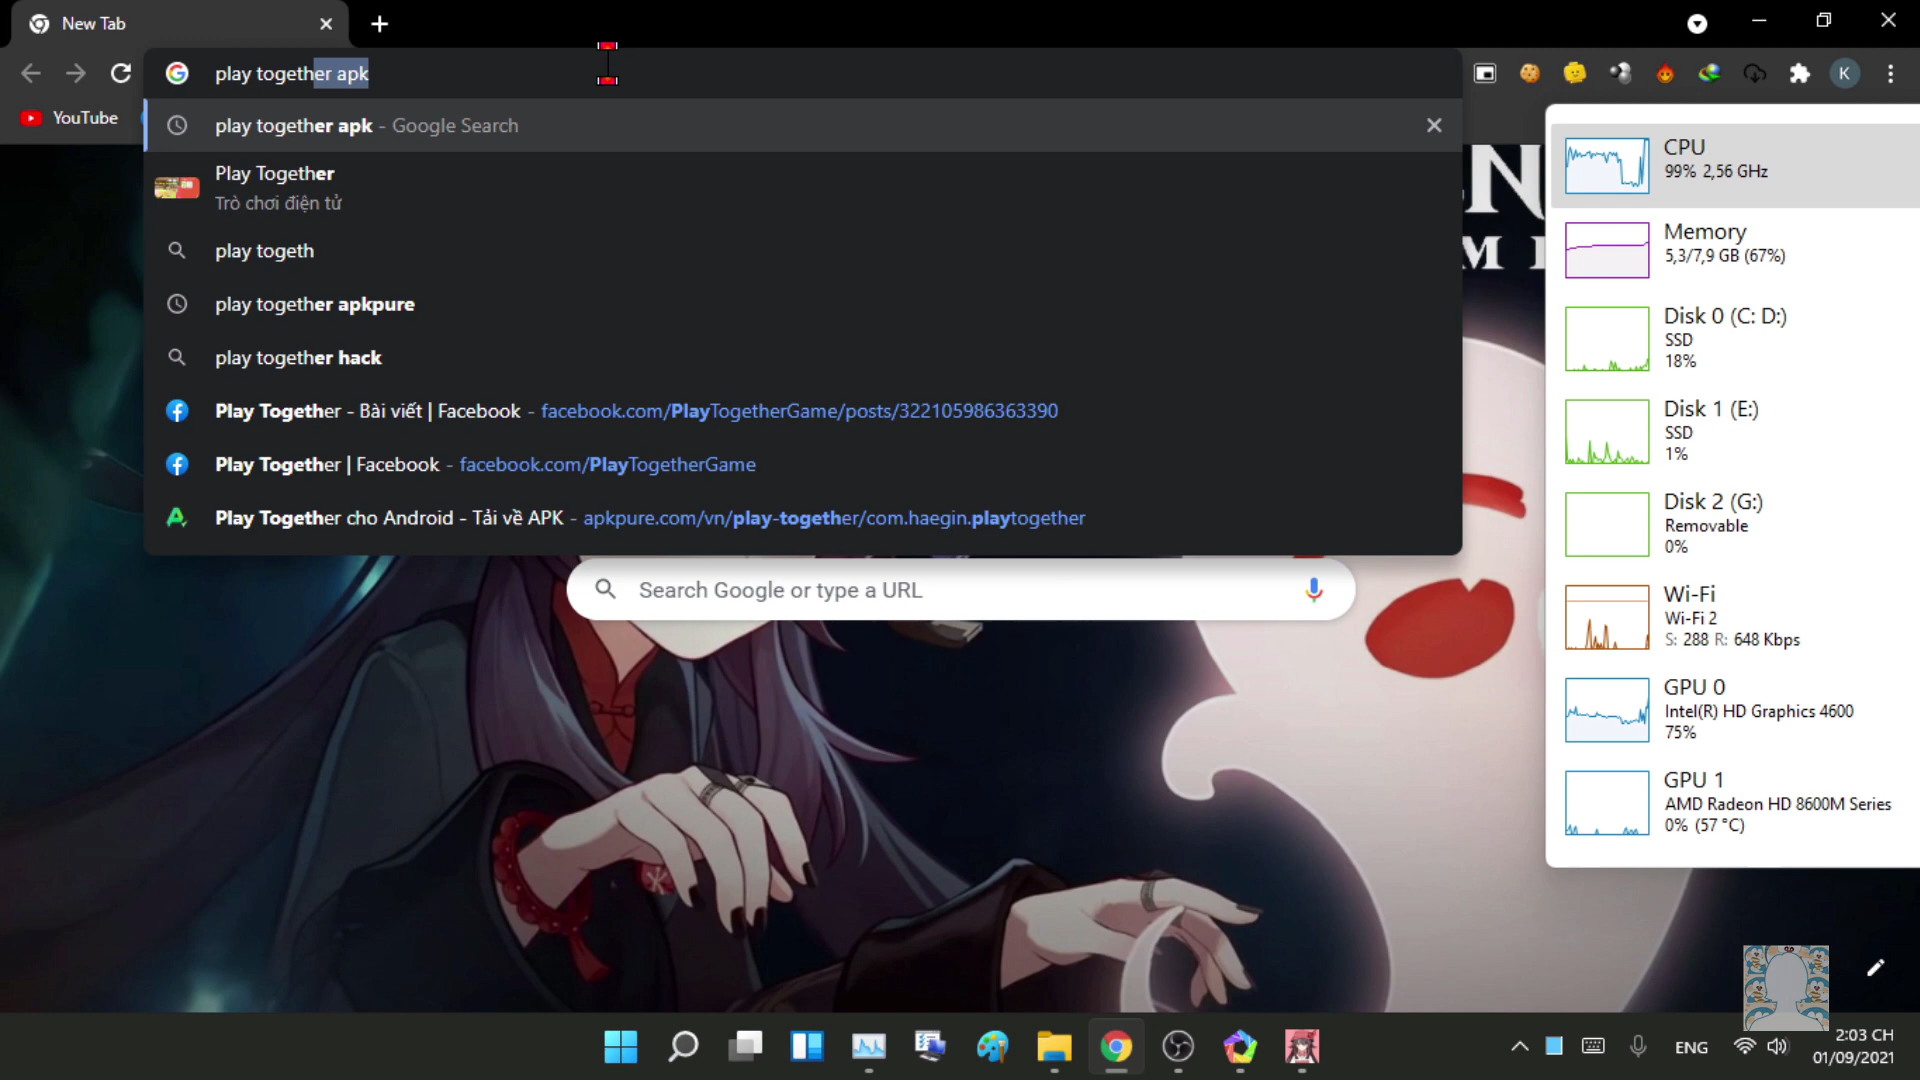 New Tab
play together apk
K
YouTube
play together apk - Google Search
Play Together
Trò chơi điện tử
play togeth
play together apkpure
play together hack
Play Together - Bài viết | Facebook - facebook.com/PlayTogetherGame/posts/322105986363390
Play Together | Facebook - facebook.com/PlayTogetherGame
Play Together cho Android - Tải về APK - apkpure.com/vn/play-together/com.haegin.playtogether
Search Google or type a URL
CPU
99% 2,56 GHz
Memory
5,3/7,9 GB (67%)
Disk 0 (C: D:)
SSD
18%
Disk 1 (E:)
SSD
1%
Disk 2 (G:)
Removable
0%
Wi-Fi
Wi-Fi 2
S: 288 R: 648 Kbps
GPU 0
Intel(R) HD Graphics 4600
75%
GPU 1
AMD Radeon HD 8600M Series
0% (57 °C)
ENG
2:03 CH
01/09/2021